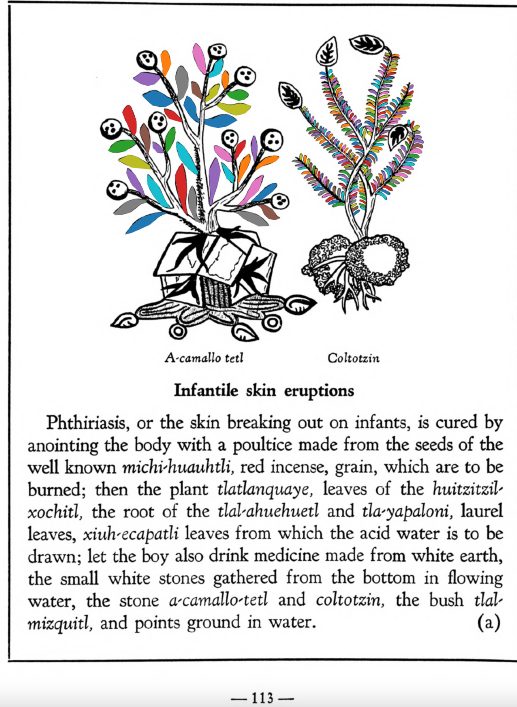 A-camallo tetl Coltotzin
Infantile skin eruptions
Phthiriasis, or the skin breaking out on infants, is cured by
anointing the body with a poultice made from the seeds of the
well known michi-huauhtli, red incense, grain, which are to be
burned; then the plant tlatlanquaye, leaves of the huitzitzil-
xochitl, the root of the tlal-ahuehuetl and tla-yapaloni, laurel
leaves, xiuh-ecapatli leaves from which the acid water is to be
drawn; let the boy also drink medicine made from white earth,
the small white stones gathered from the bottom in flowing
water, the stone a-camallo-tetl and coltotzin, the bush tlal-
mizquitl, and points ground in water. (a)
— 113 —